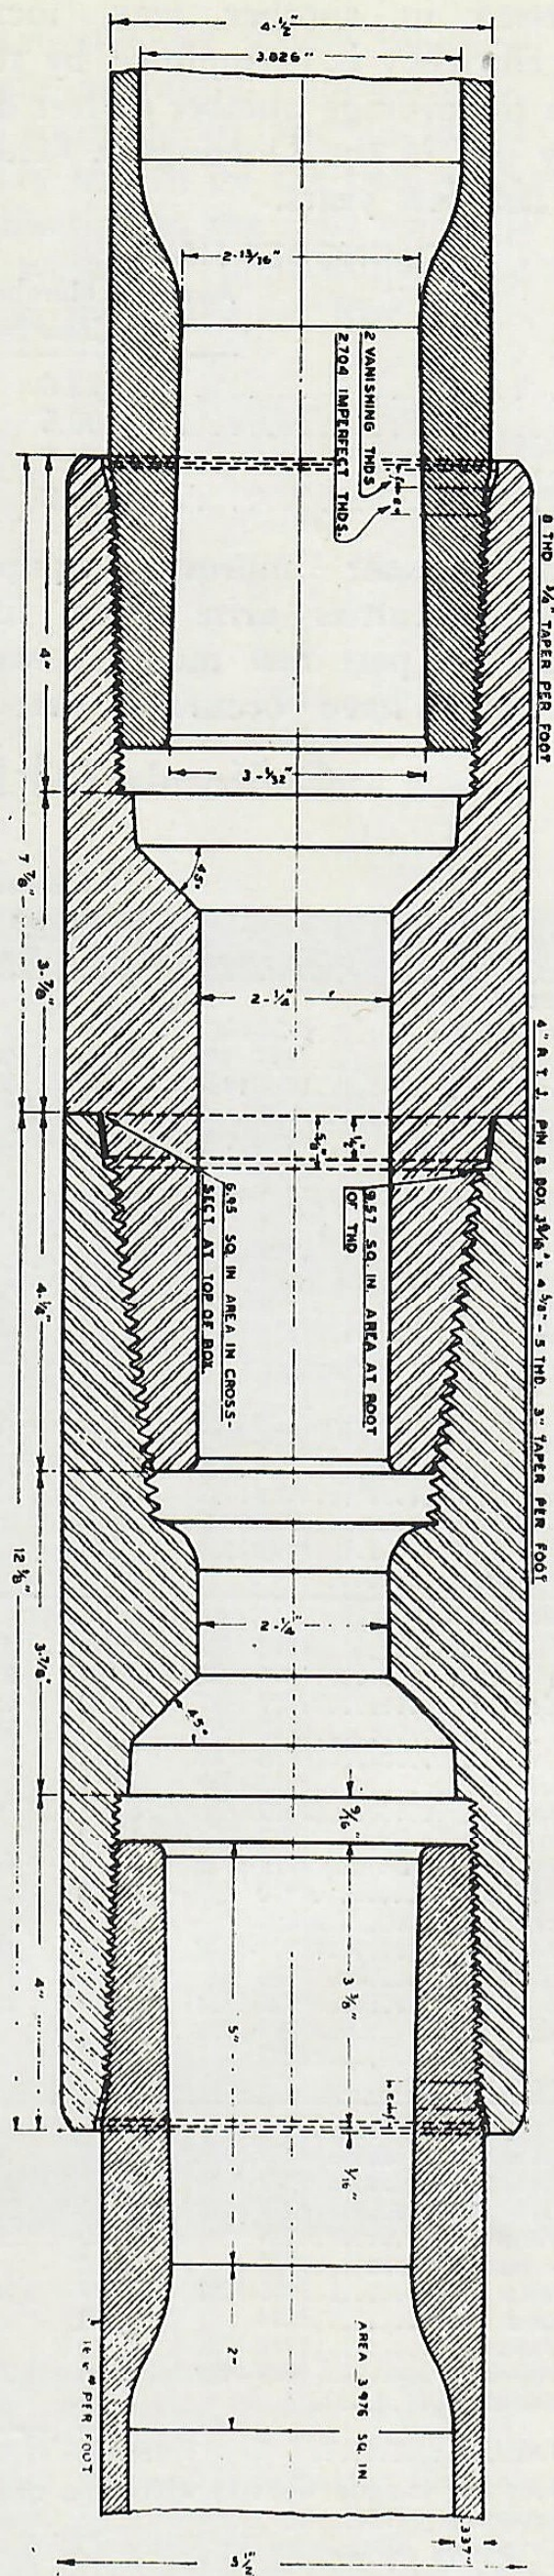 4-½"
3.826"
2-13/16"
2 VANISHING THDS
2.704 IMPERFECT THDS.
8 THD
TAPER PER FOOT
4"
3-5/32"
45°
7 ⅞"
3-⅞"
2-¼"
4" A. T. J. PIN & BOX 3 9/16" x 4 5/8" - 5 THD. 3" TAPER PER FOOT
½"
⅝"
9.57 SQ. IN. AREA AT ROOT
OF THD
6.95 SQ. IN AREA IN CROSS-
SECT. AT TOP OF BOX.
4-¼"
12 ⅛"
2-¼"
3-⅞"
45°
9/16"
4"
3 ⅜"
5"
1/16"
2"
AREA 3.976 SQ. IN.
PER FOOT
.337"
5 ½"